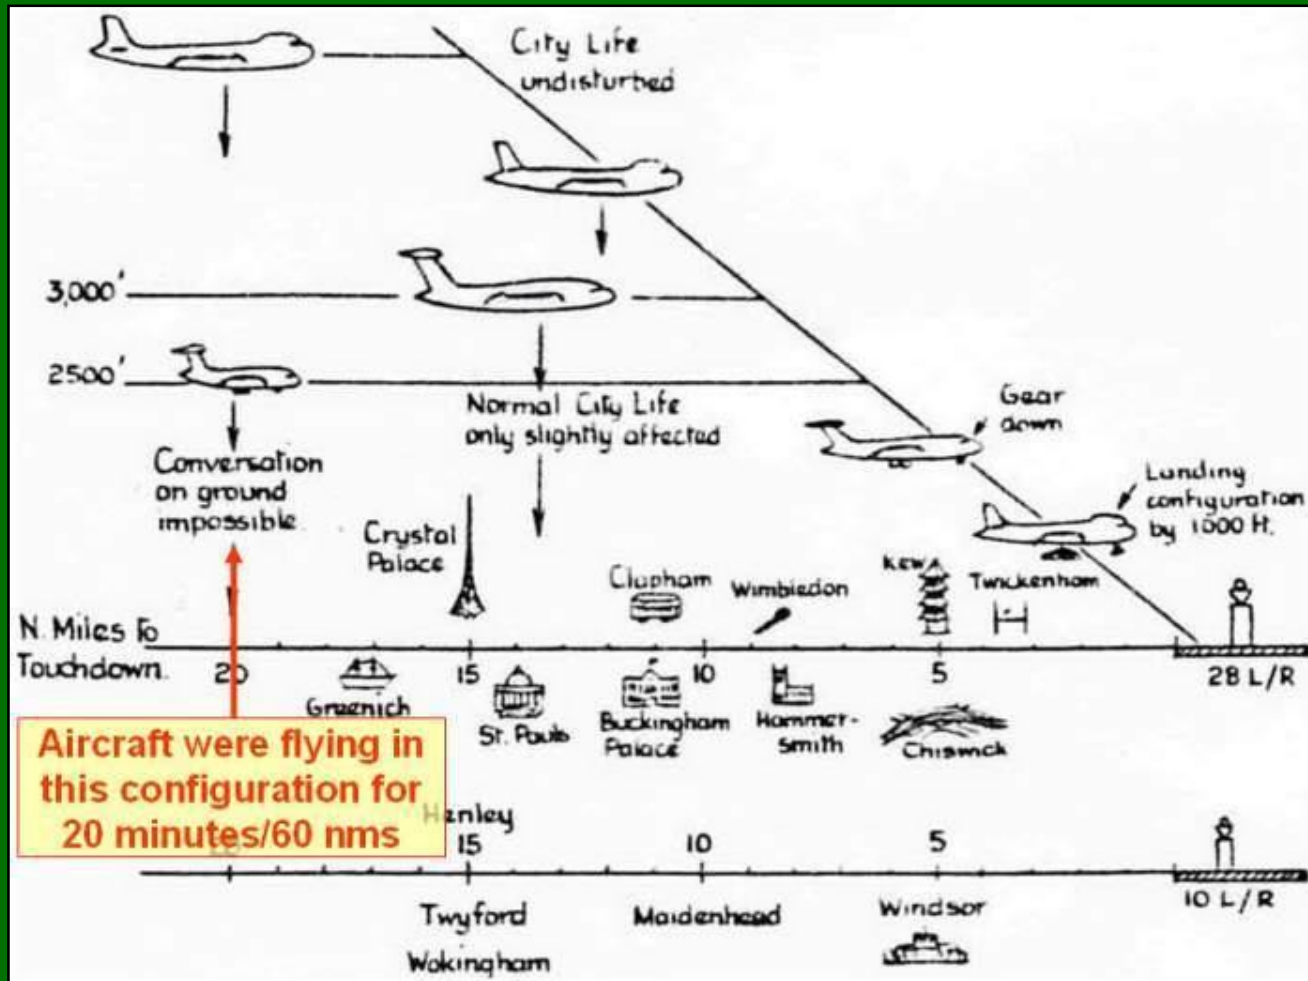 City Life
undisturbed
3,000'
2500'
Normal City Life
only slightly affected
Gear
down
Landing
configuration
by 1000 ft.
Conversation
on ground
impossible.
Crystal
Palace
Clapham
Wimbledon
KEW
Twickenham
N. Miles to
Touchdown.
20
15
10
5
28 L/R
Greenich
St. Pauls
Buckingham
Palace
Hammer-
Smith
Chiswick
Aircraft were flying in
this configuration for
20 minutes/60 nms
Henley
20
15
10
5
10 L/R
Twyford
Maidenhead
Windsor
Wokingham